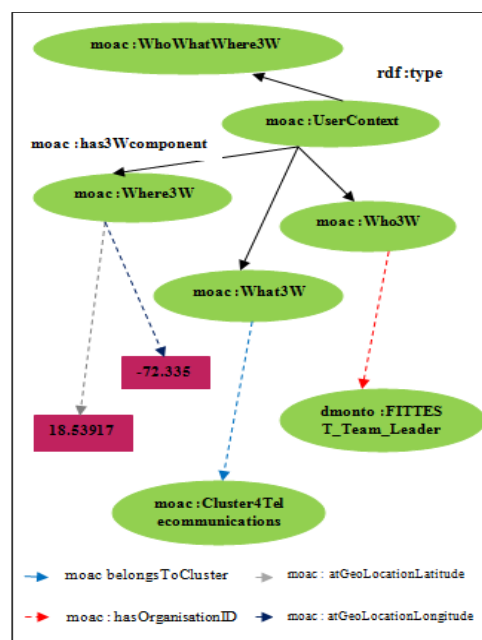 moac :WhoWhatWhere3W
rdf :type
moac :UserContext
moac :has3Wcomponent
moac :Where3W
moac :Who3W
moac :What3W
-72.335
18.53917
dmonto :FITTES
T_Team_Leader
moac :Cluster4Tel
ecommunications
moac belongsToCluster
moac : atGeoLocationLatitude
moac : hasOrganisationID
moac : atGeoLocationLongitude